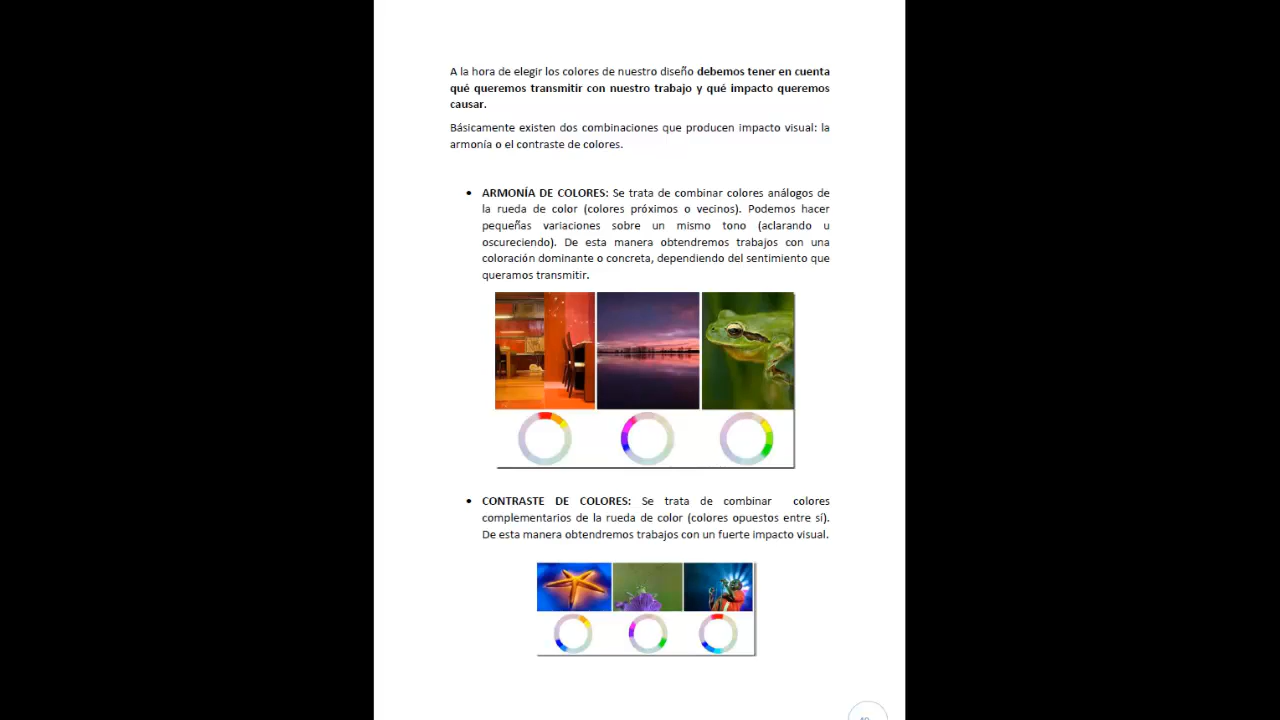 A la hora de elegir los colores de nuestro diseño debemos tener en cuenta
qué queremos transmitir con nuestro trabajo y qué impacto queremos
causar.
Básicamente existen dos combinaciones que producen impacto visual: la
armonía o el contraste de colores.
• ARMONÍA DE COLORES: Se trata de combinar colores análogos de
la rueda de color (colores próximos o vecinos). Podemos hacer
pequeñas variaciones sobre un mismo tono (aclarando u
oscureciendo). De esta manera obtendremos trabajos con una
coloración dominante o concreta, dependiendo del sentimiento que
queramos transmitir.
• CONTRASTE DE COLORES: Se trata de combinar colores
complementarios de la rueda de color (colores opuestos entre sí).
De esta manera obtendremos trabajos con un fuerte impacto visual.